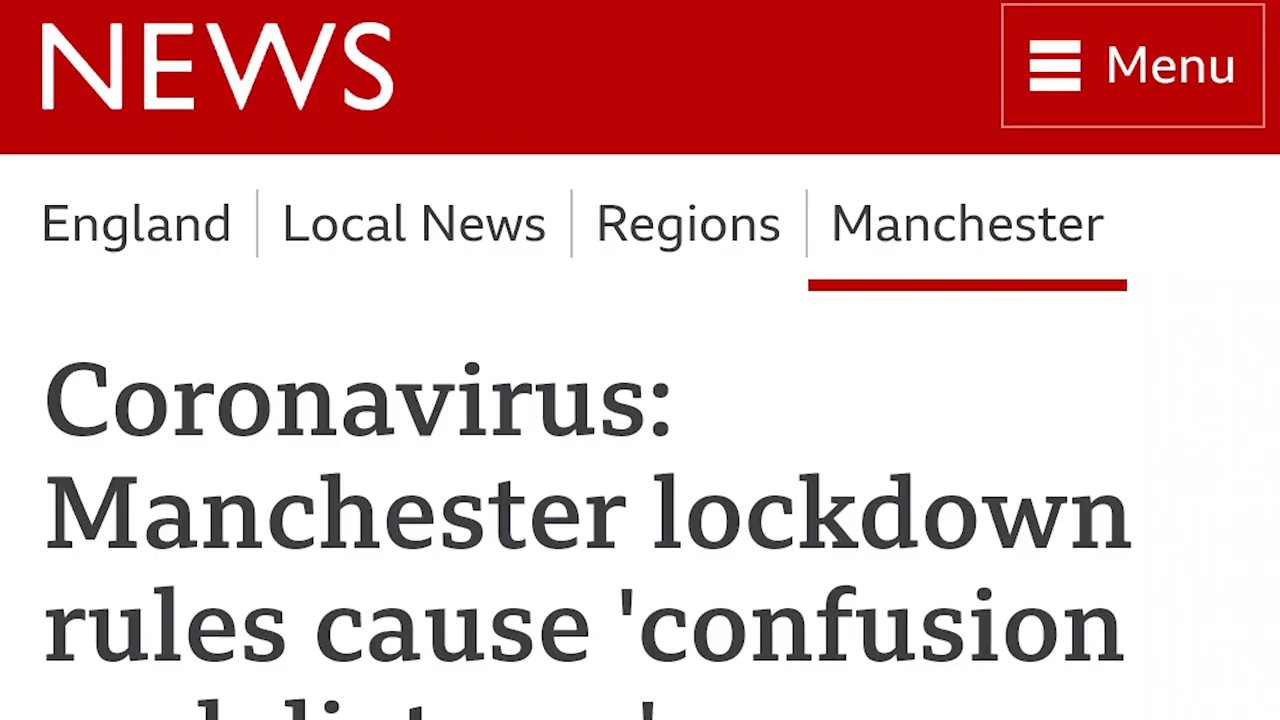 NEWS
Menu
England
Local News
Regions
Manchester
Coronavirus:
Manchester lockdown
rules cause 'confusion